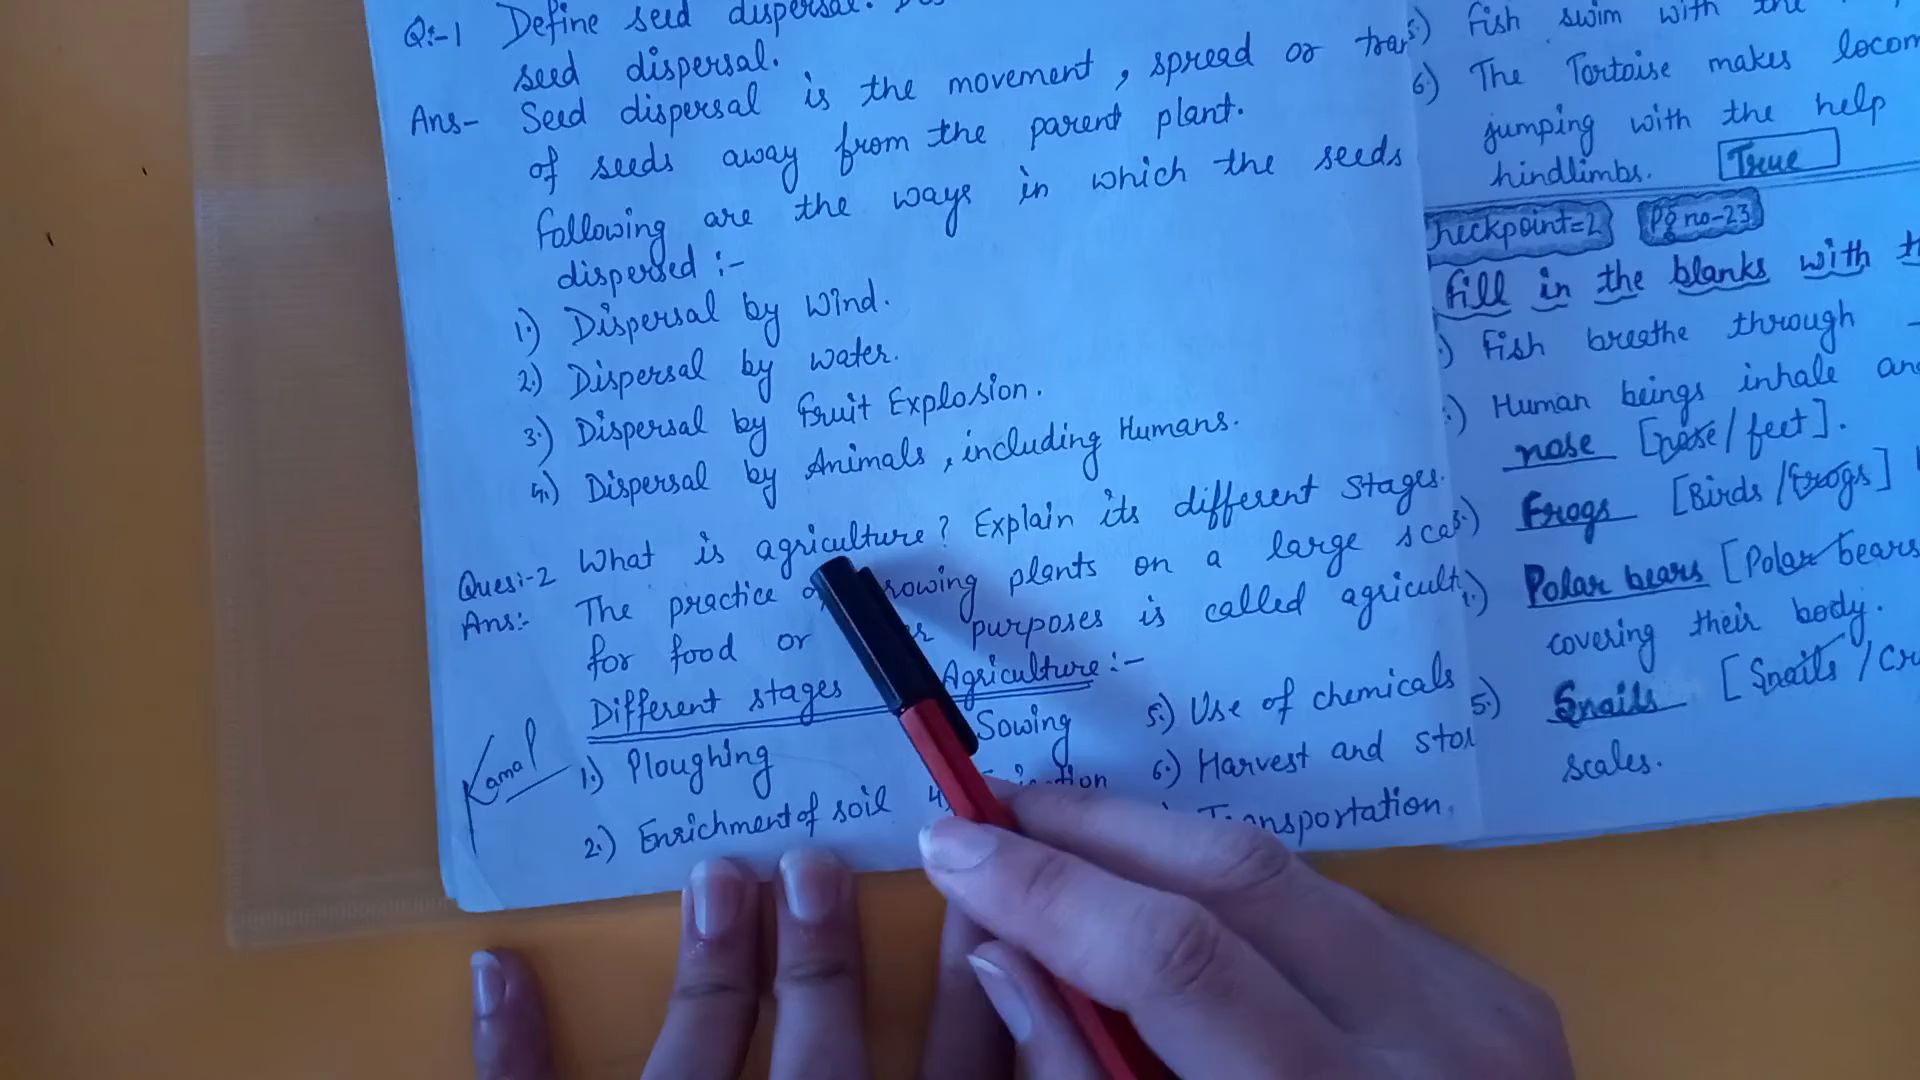 Q:-1 Define seed dispersal.
seed dispersal.
Ans- Seed dispersal is the movement, spread or
of seeds away from the parent plant.
Following are the ways in which the seeds
dispersed :-
1.) Dispersal by Wind.
2.) Dispersal by water.
3.) Dispersal by Fruit Explosion.
4.) Dispersal by Animals, including Humans.
Ques:-2 What is agriculture? Explain its different Stages.
Ans:- The practice growing plants on a large
for food or purposes is called
Different stages Agriculture :-
1.) Ploughing
2.) Enrichment of soil
Sowing
4.)
5.) Use of chemicals
6.) Harvest and
Transportation.
Kamal
5.) Fish swim with the
6.) The Tortoise makes
jumping with the help
hindlimbs. True
Checkpoint=2 Pg no-23
Fill in the blanks with
Fish breathe through
Human beings inhale
nose [nose/feet].
3.) Frogs [Birds/Frogs]
Polar bears [Polar bears
covering their body.
5.) Snails [Snails/
scales.